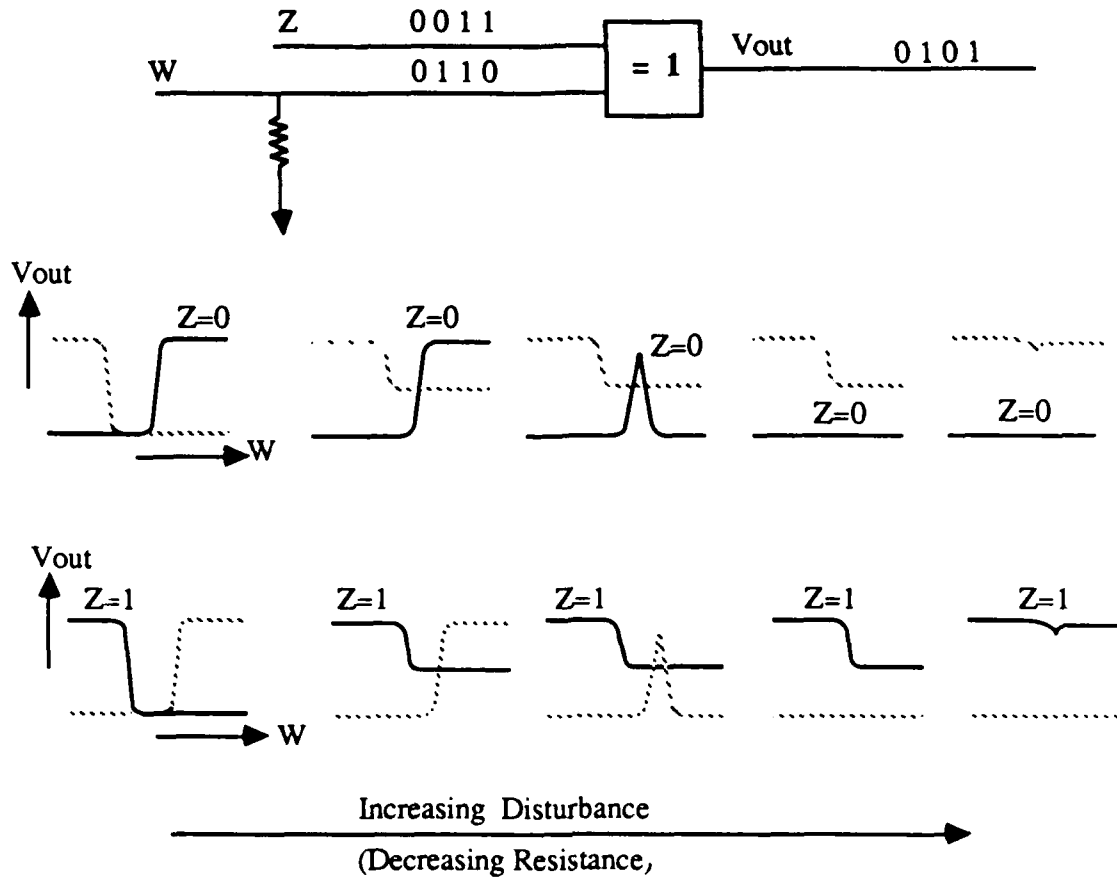 Z 0 0 1 1
W 0 1 1 0
= 1
Vout 0 1 0 1
Vout
Z=0 Z=0 Z=0 Z=0 Z=0
W
Vout
Z=1 Z=1 Z=1 Z=1 Z=1
W
Increasing Disturbance
(Decreasing Resistance,